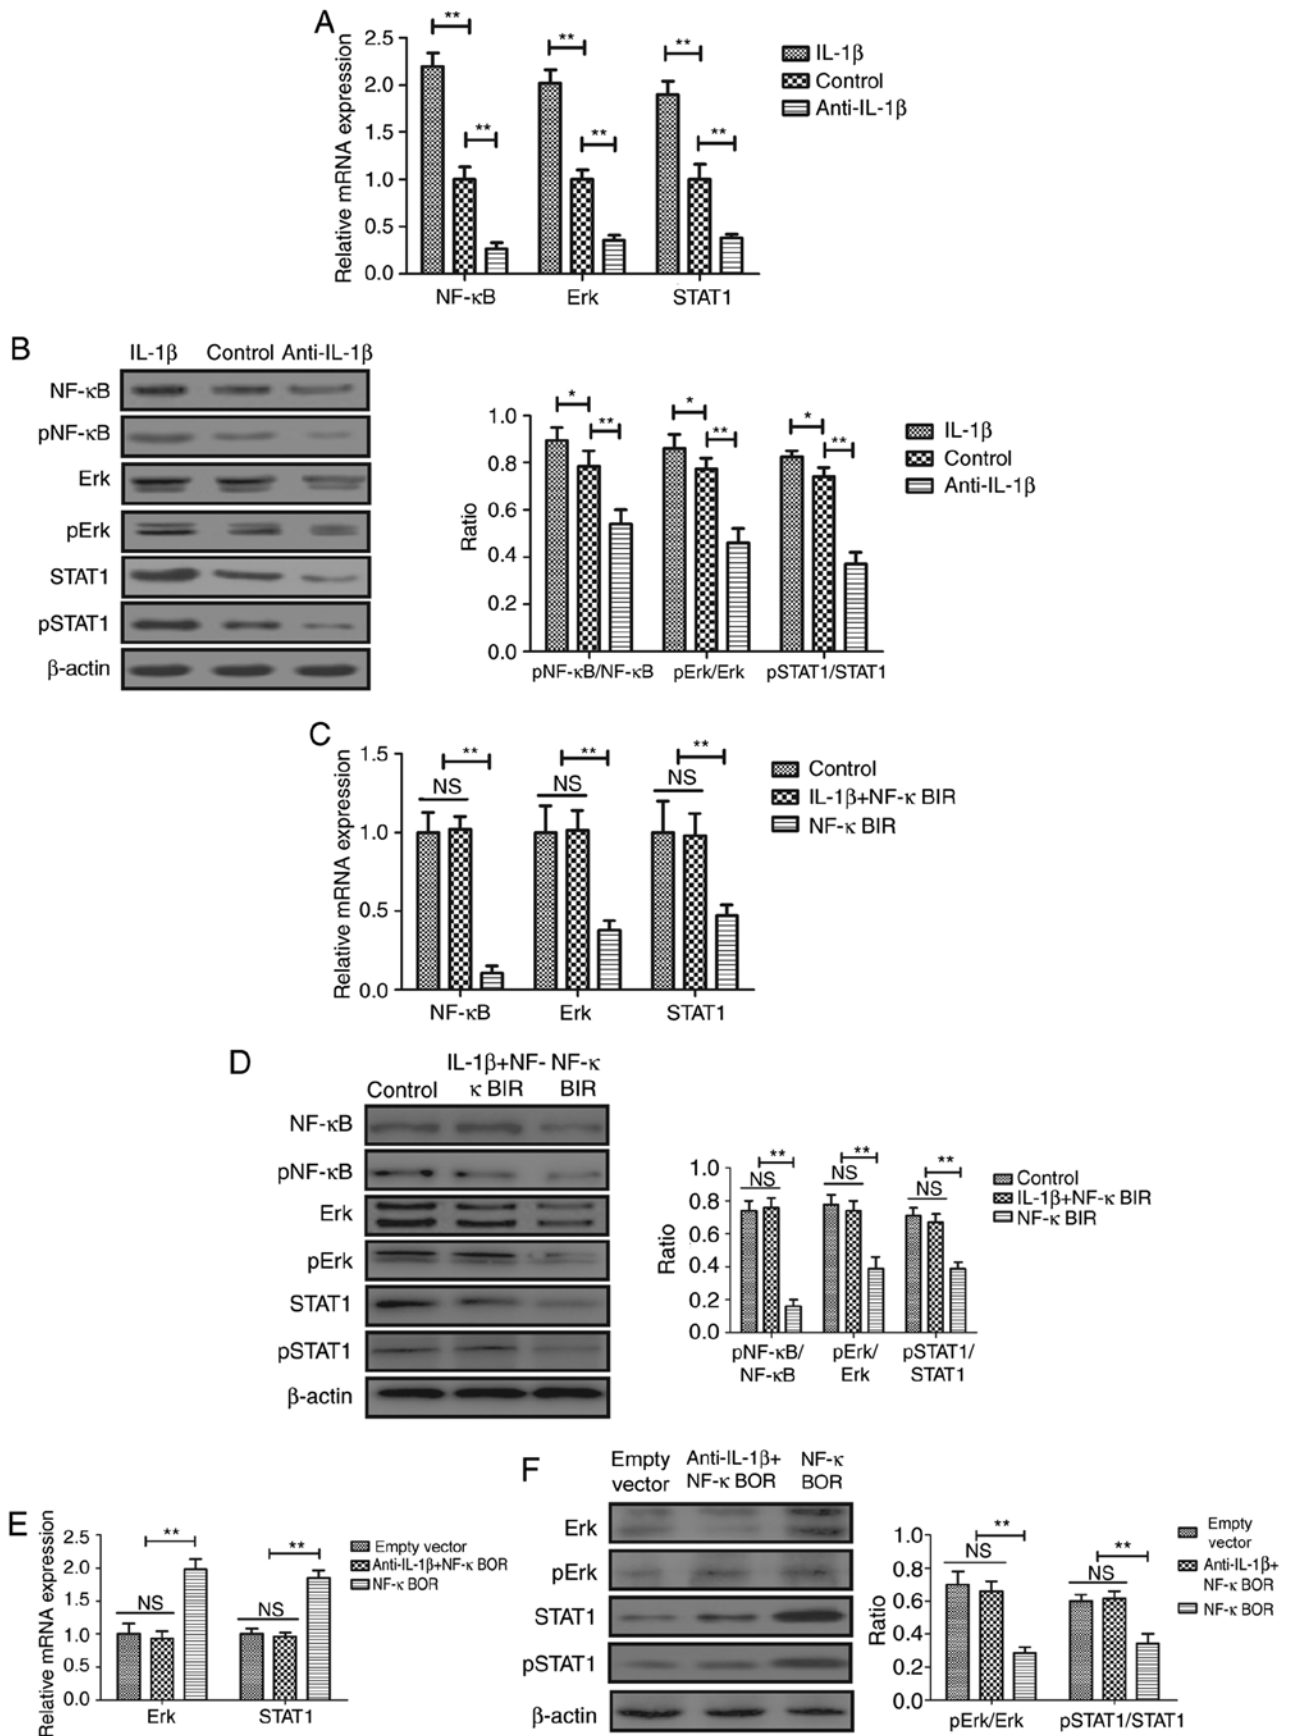 A
Relative mRNA expression
2.5
2.0
1.5
1.0
0.5
0.0
** ** **
** ** **
NF-κB Erk STAT1
IL-1β
Control
Anti-IL-1β
B
IL-1β Control Anti-IL-1β
NF-κB
pNF-κB
Erk
pErk
STAT1
pSTAT1
β-actin
Ratio
1.0
0.8
0.6
0.4
0.2
0.0
* * *
** ** **
pNF-κB/NF-κB pErk/Erk pSTAT1/STAT1
IL-1β
Control
Anti-IL-1β
C
Relative mRNA expression
1.5
1.0
0.5
0.0
** ** **
NS NS NS
NF-κB Erk STAT1
Control
IL-1β+NF-κ BIR
NF-κ BIR
D
Control
IL-1β+NF-
κ BIR
NF-κ
BIR
NF-κB
pNF-κB
Erk
pErk
STAT1
pSTAT1
β-actin
Ratio
1.0
0.8
0.6
0.4
0.2
0.0
** ** **
NS NS NS
pNF-κB/
NF-κB
pErk/
Erk
pSTAT1/
STAT1
Control
IL-1β+NF-κ BIR
NF-κ BIR
E
Relative mRNA expression
2.5
2.0
1.5
1.0
0.5
0.0
** **
NS NS
Erk STAT1
Empty vector
Anti-IL-1β+NF-κ BOR
NF-κ BOR
F
Empty
vector
Anti-IL-1β+
NF-κ BOR
NF-κ
BOR
Erk
pErk
STAT1
pSTAT1
β-actin
Ratio
1.0
0.8
0.6
0.4
0.2
0.0
** **
NS NS
pErk/Erk pSTAT1/STAT1
Empty
vector
Anti-IL-1β+
NF-κ BOR
NF-κ BOR